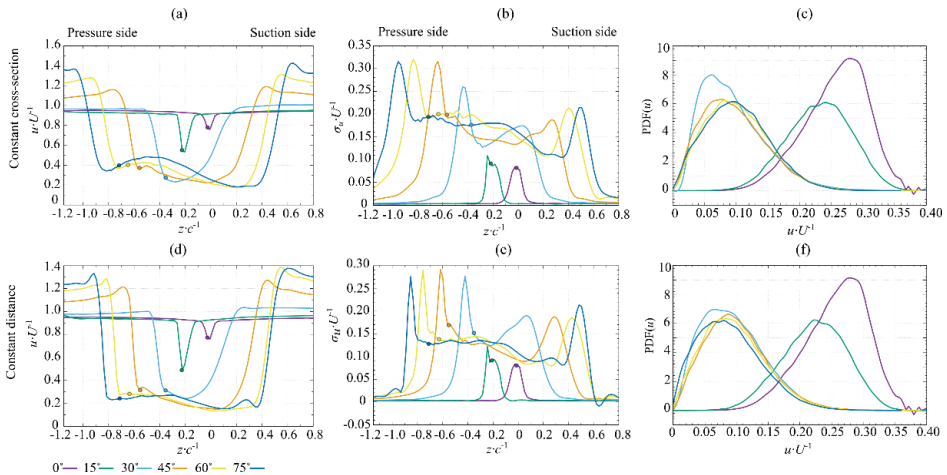 (a) (b) (c)
Pressure side Suction side Pressure side Suction side
Constant cross-section
u·U⁻¹
1.6
1.4
1.2
1.0
0.8
0.6
0.4
0.2
0
-1.2 -1.0 -0.8 -0.6 -0.4 -0.2 0 0.2 0.4 0.6 0.8
z·c⁻¹
σᵤ·U⁻¹
0.35
0.30
0.25
0.20
0.15
0.10
0.05
0
-1.2 -1.0 -0.8 -0.6 -0.4 -0.2 0 0.2 0.4 0.6 0.8
z·c⁻¹
PDF(u)
10
8
6
4
2
0
0 0.05 0.10 0.15 0.20 0.25 0.30 0.35 0.40
u·U⁻¹
(d) (e) (f)
Constant distance
u·U⁻¹
1.4
1.2
1.0
0.8
0.6
0.4
0.2
0
-1.2 -1.0 -0.8 -0.6 -0.4 -0.2 0 0.2 0.4 0.6 0.8
z·c⁻¹
σᵤ·U⁻¹
0.30
0.25
0.20
0.15
0.10
0.05
0
-0.05
-1.2 -1.0 -0.8 -0.6 -0.4 -0.2 0 0.2 0.4 0.6 0.8
z·c⁻¹
PDF(u)
10
8
6
4
2
0
0 0.05 0.10 0.15 0.20 0.25 0.30 0.35 0.40
u·U⁻¹
0° 15° 30° 45° 60° 75°